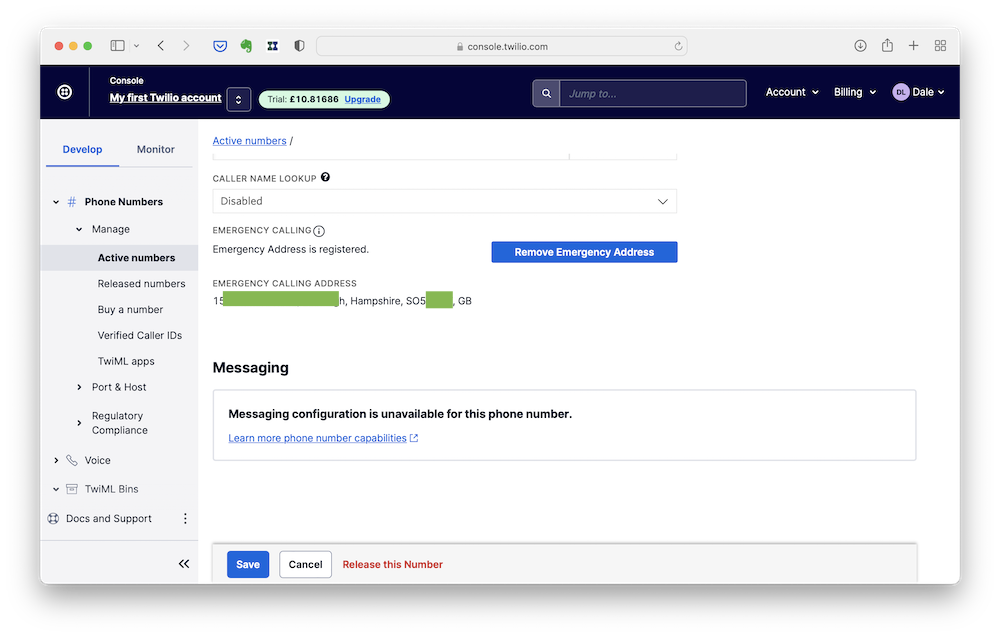 console.twilio.com
Console
My first Twilio account
Trial: £10.81686 Upgrade
Jump to...
Account
Billing
DL Dale
Develop
Monitor
# Phone Numbers
Manage
Active numbers
Released numbers
Buy a number
Verified Caller IDs
TwiML apps
Port & Host
Regulatory
Compliance
Voice
TwiML Bins
Docs and Support
Active numbers /
CALLER NAME LOOKUP
Disabled
EMERGENCY CALLING
Emergency Address is registered.
Remove Emergency Address
EMERGENCY CALLING ADDRESS
15 h, Hampshire, SO5 , GB
Messaging
Messaging configuration is unavailable for this phone number.
Learn more phone number capabilities
Save
Cancel
Release this Number